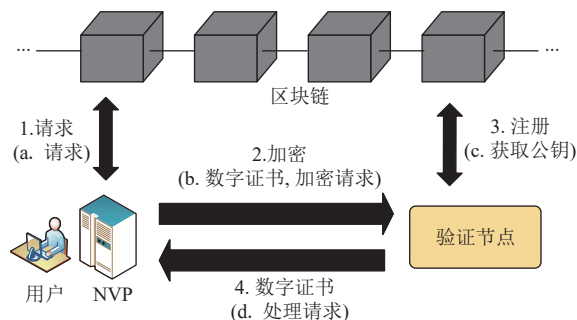 ...
...
区块链
1.请求
(a. 请求)
2.加密
(b. 数字证书, 加密请求)
3. 注册
(c. 获取公钥)
验证节点
4. 数字证书
(d. 处理请求)
用户
NVP